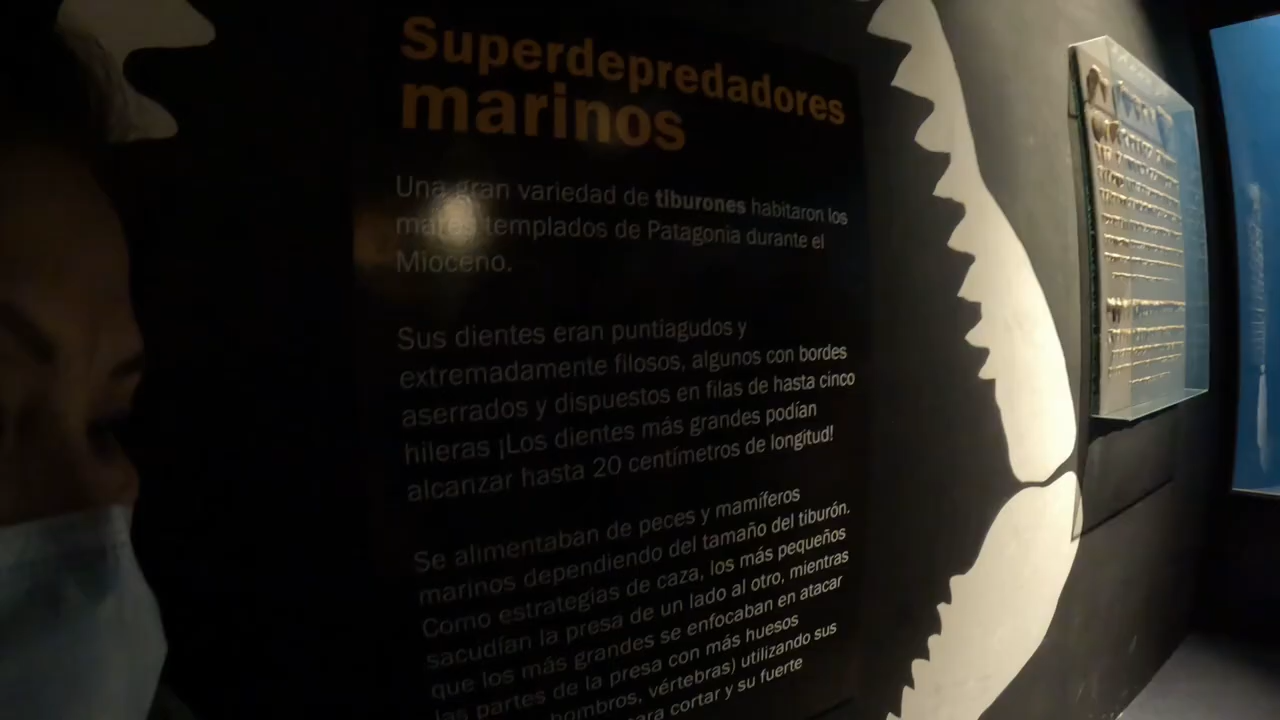 Superdepredadores
marinos
Una gran variedad de tiburones habitaron los
mares templados de Patagonia durante el
Mioceno.
Sus dientes eran puntiagudos y
extremadamente filosos, algunos con bordes
aserrados y dispuestos en filas de hasta cinco
hileras ¡Los dientes más grandes podían
alcanzar hasta 20 centímetros de longitud!
Se alimentaban de peces y mamíferos
marinos dependiendo del tamaño del tiburón.
Como estrategias de caza, los más pequeños
sacudían la presa de un lado al otro, mientras
que los más grandes se enfocaban en atacar
las partes de la presa con más huesos
hombros, vértebras) utilizando sus
para cortar y su fuerte